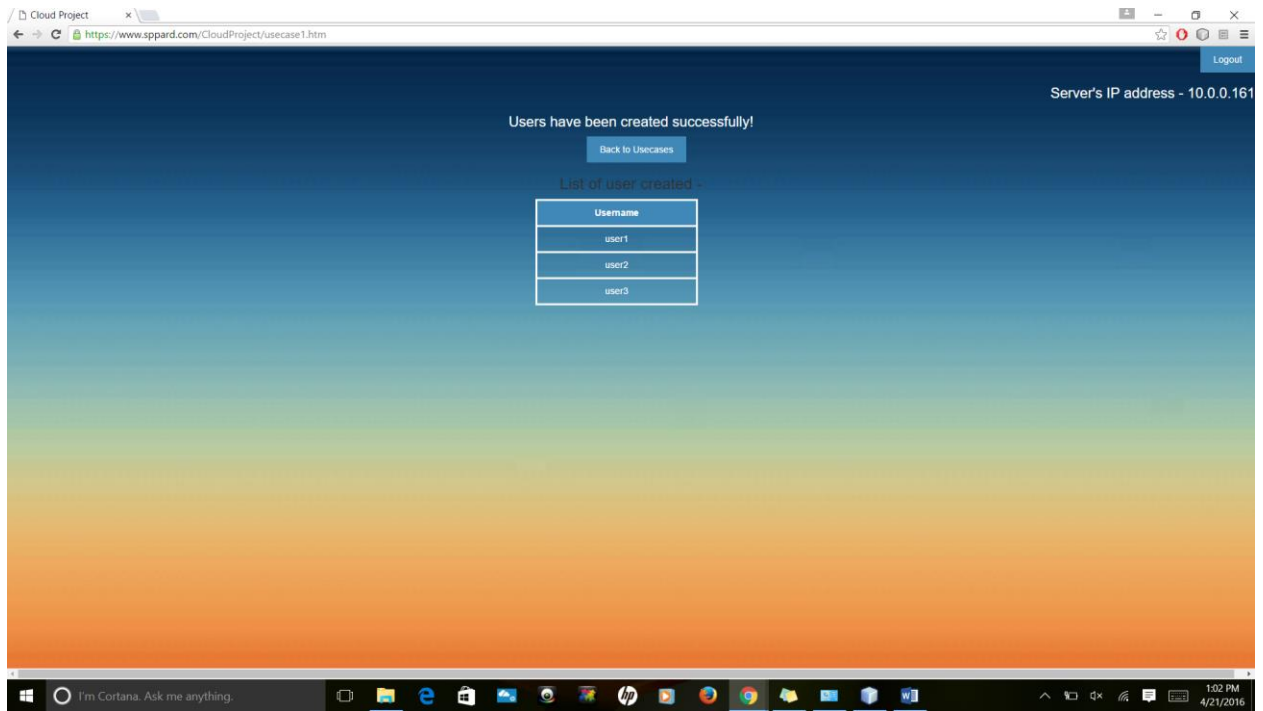 Cloud Project
https://www.sppard.com/CloudProject/usecase1.htm
Logout
Server's IP address - 10.0.0.161
Users have been created successfully!
Back to Usecases
List of user created -
Username
user1
user2
user3
I'm Cortana. Ask me anything.
1:02 PM
4/21/2016